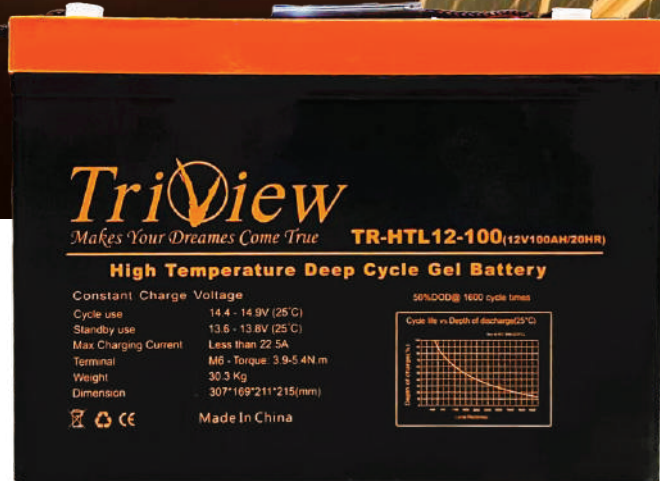 TriView
Makes Your Dreames Come True
TR-HTL12-100(12V100AH/20HR)
High Temperature Deep Cycle Gel Battery
Constant Charge Voltage
Cycle use 14.4 - 14.9V (25°C)
Standby use 13.6 - 13.8V (25°C)
Max Charging Current Less than 22.5A
Terminal M6 - Torque: 3.9-5.4N.m
Weight 30.3 Kg
Dimension 307*169*211*215(mm)
CE Made In China
50%DOD@ 1600 cycle times
Cycle life vs Depth of discharge(25°C)